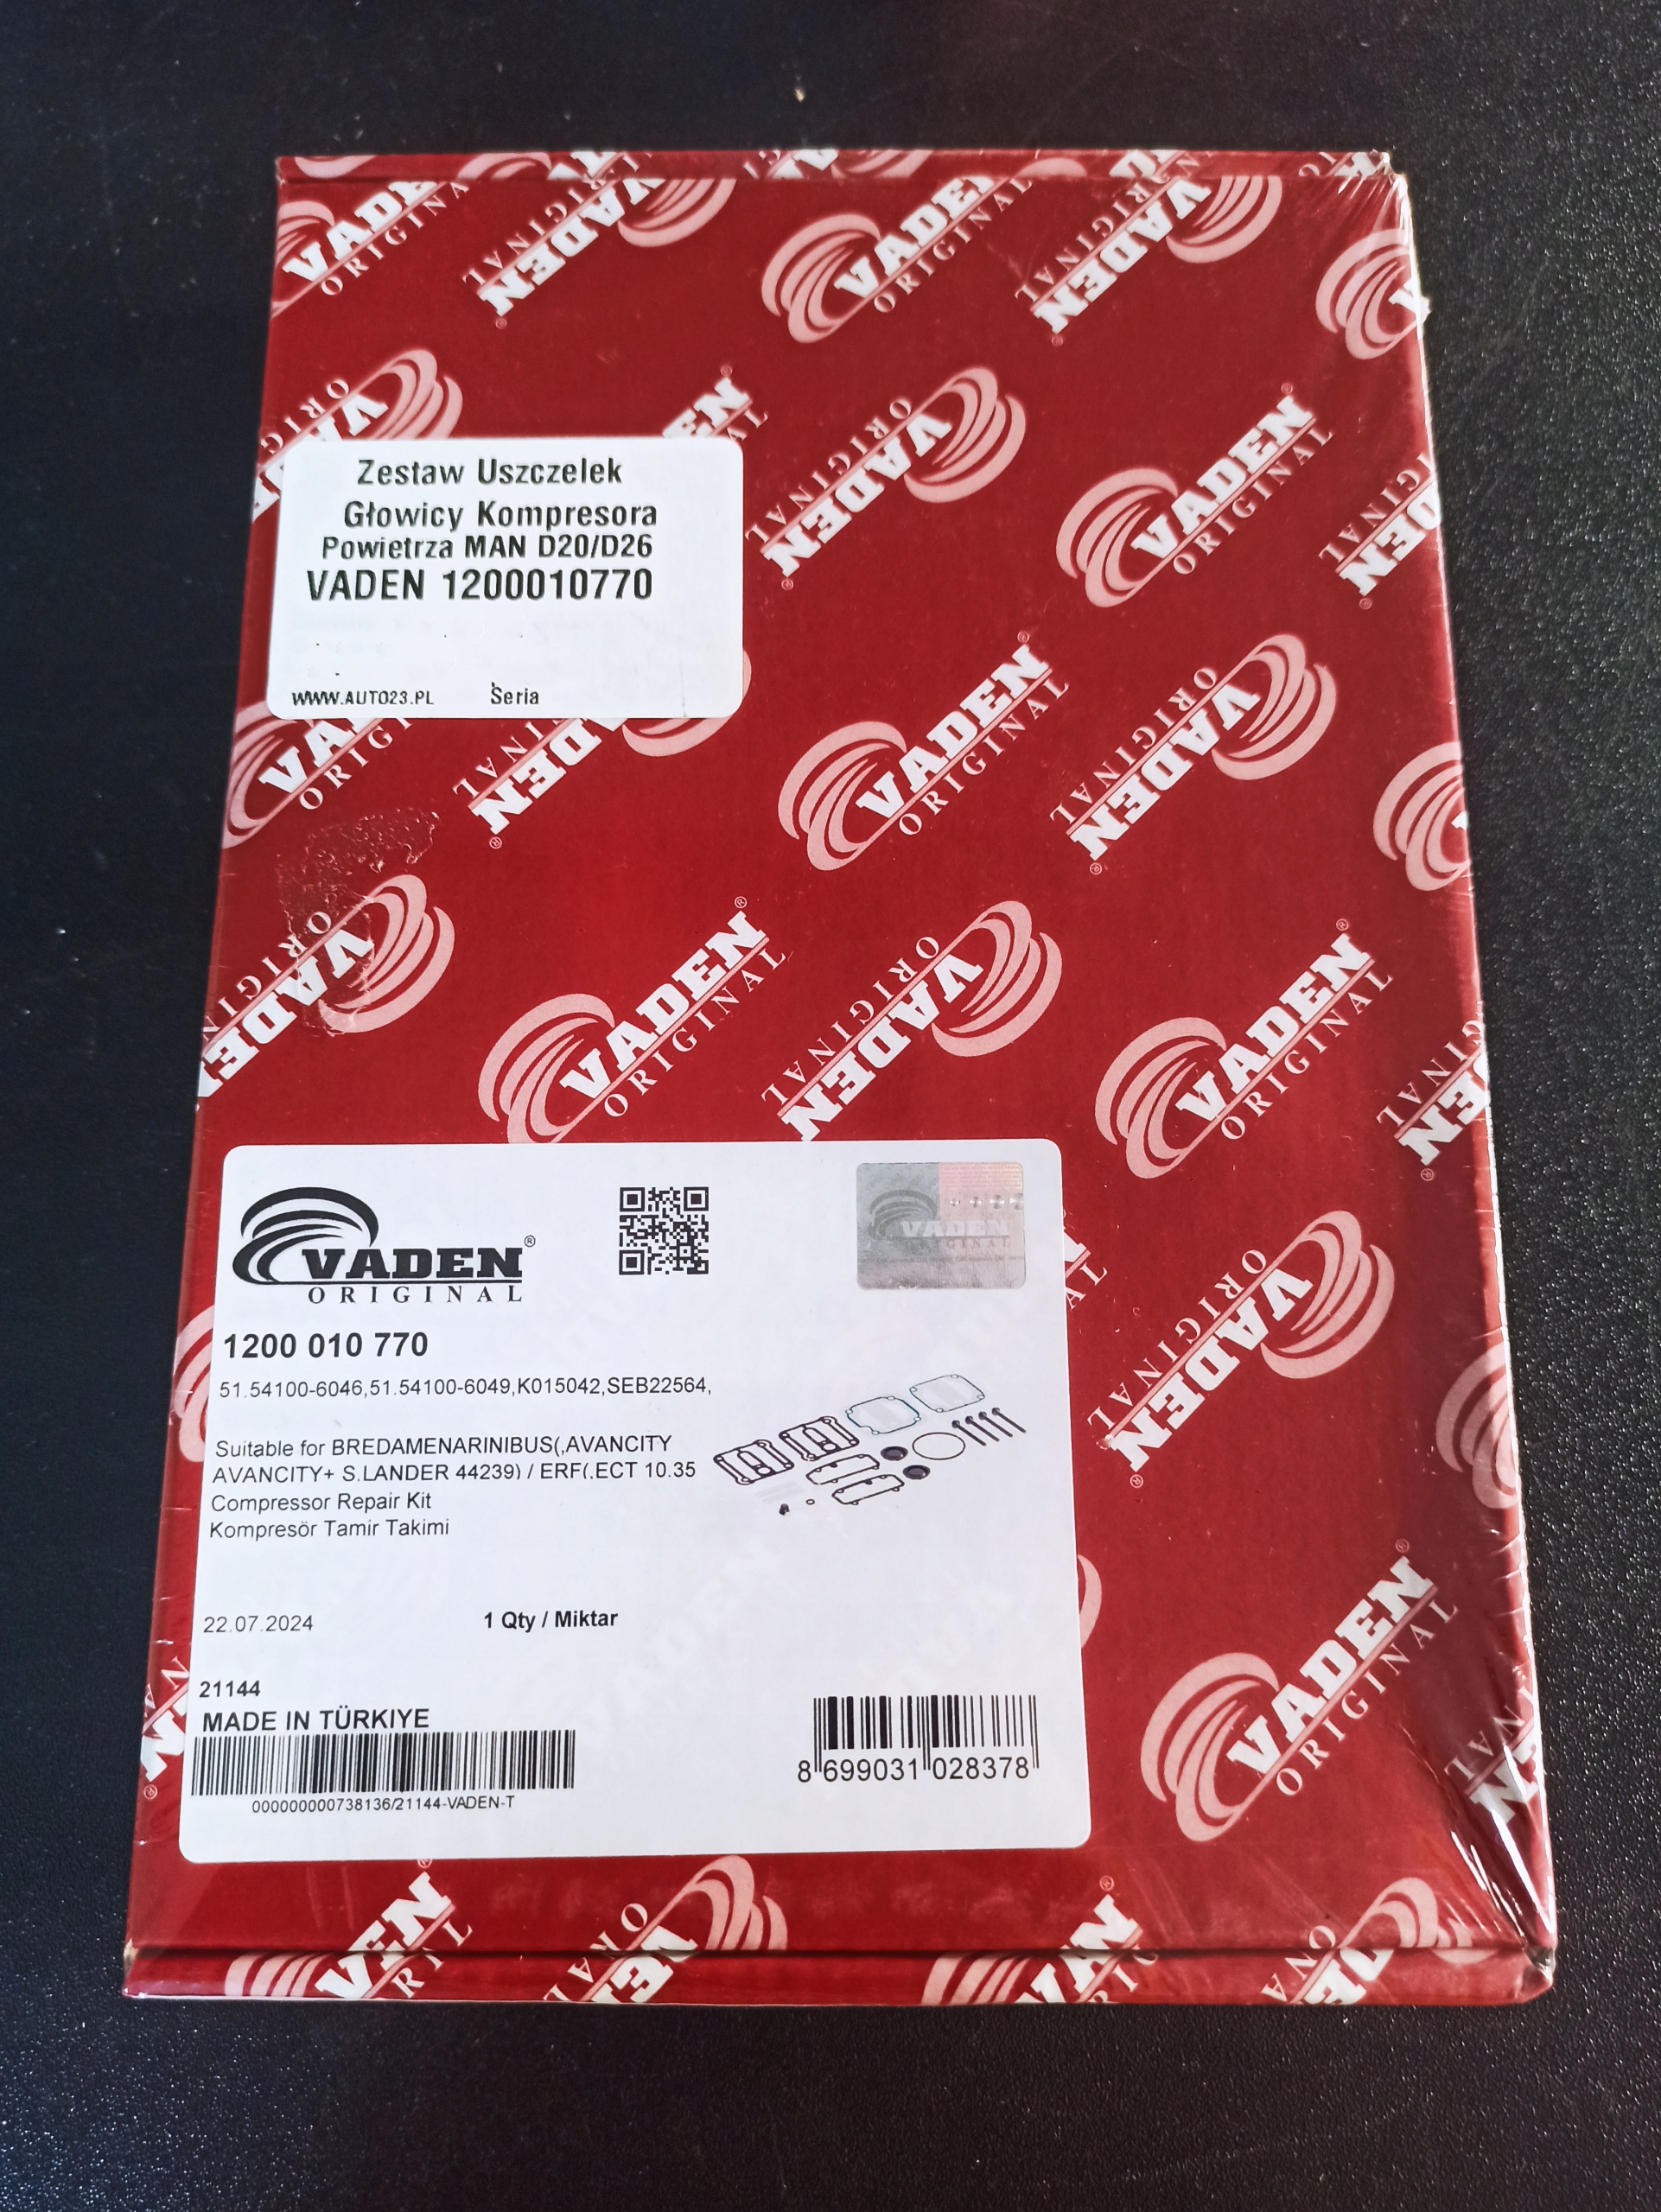 Zestaw Uszczelek
Głowicy Kompresora
Powietrza MAN D20/D26
VADEN 1200010770
WWW.AUTO23.PL Seria
VADEN®
ORIGINAL
VADEN
ORIGINAL
1200 010 770
51.54100-6046,51.54100-6049,K015042,SEB22564,
Suitable for BREDAMENARINIBUS(,AVANCITY
AVANCITY+ S.LANDER 44239) / ERF(.ECT 10.35
Compressor Repair Kit
Kompresör Tamir Takimi
22.07.2024 1 Qty / Miktar
21144
MADE IN TÜRKIYE
000000000738136/21144-VADEN-T
8 699031 028378